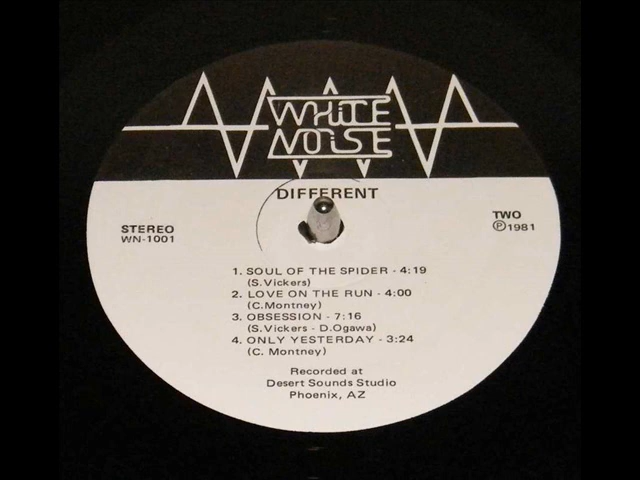 WHiTE
NOiSE
DIFFERENT
STEREO
WN-1001
TWO
℗1981
1. SOUL OF THE SPIDER - 4:19
(S.Vickers)
2. LOVE ON THE RUN - 4:00
(C.Montney)
3. OBSESSION - 7:16
(S.Vickers - D.Ogawa)
4. ONLY YESTERDAY - 3:24
(C. Montney)
Recorded at
Desert Sounds Studio
Phoenix, AZ